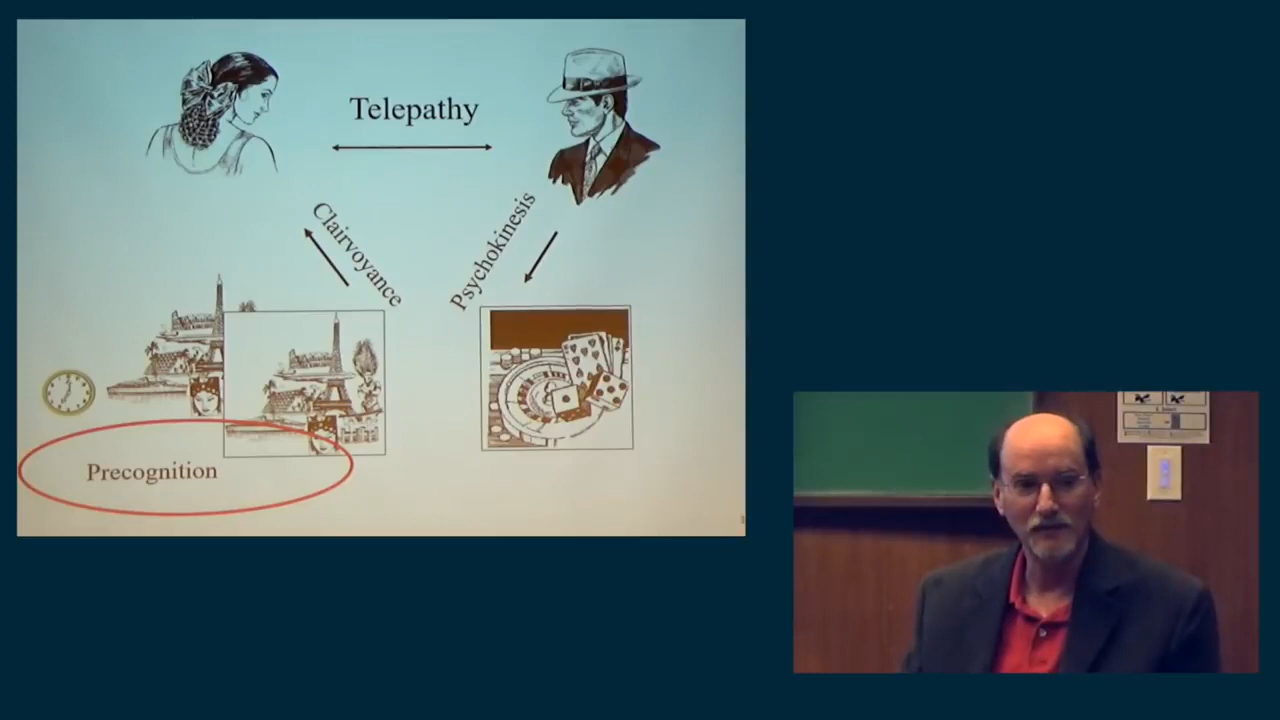 Telepathy
Clairvoyance
Psychokinesis
Precognition